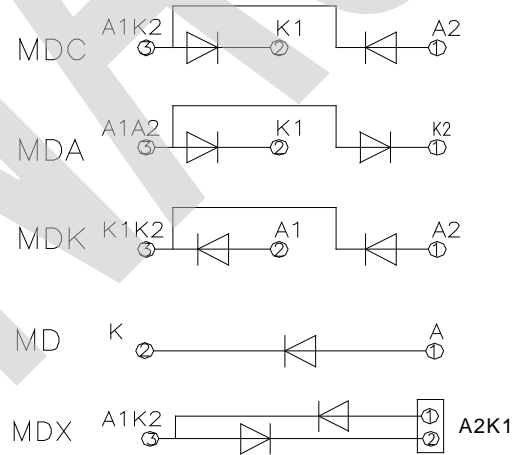 MDC A1K2 3 K1 2 A2 1
MDA A1A2 3 K1 2 K2 1
MDK K1K2 3 A1 2 A2 1
MD K 2 A 1
MDX A1K2 3 1 2 A2K1